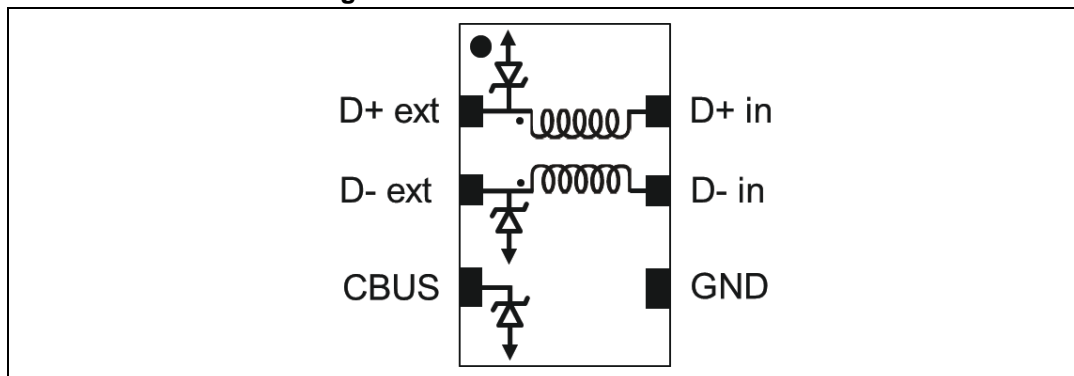 D+ ext
D+ in
D- ext
D- in
CBUS
GND